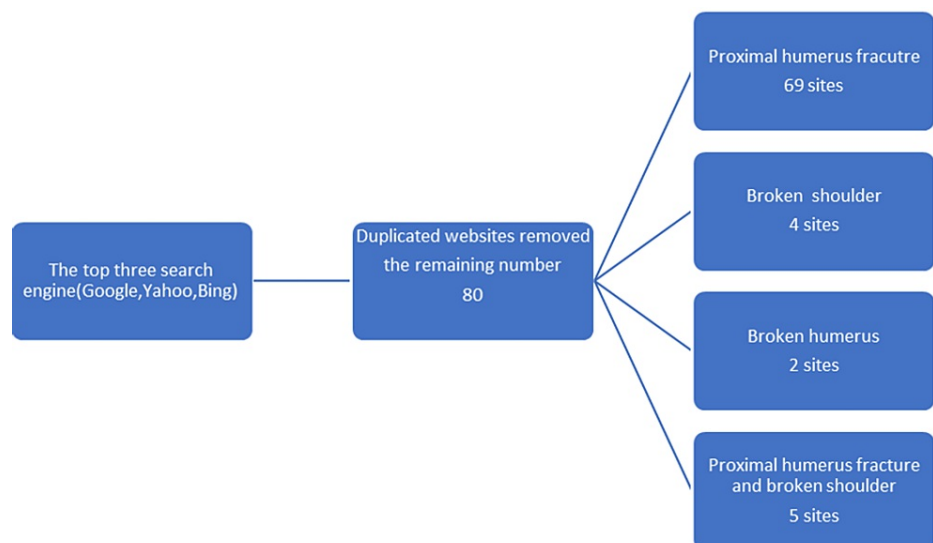 The top three search
engine(Google,Yahoo,Bing)
Duplicated websites removed
the remaining number
80
Proximal humerus fracutre
69 sites
Broken shoulder
4 sites
Broken humerus
2 sites
Proximal humerus fracture
and broken shoulder
5 sites